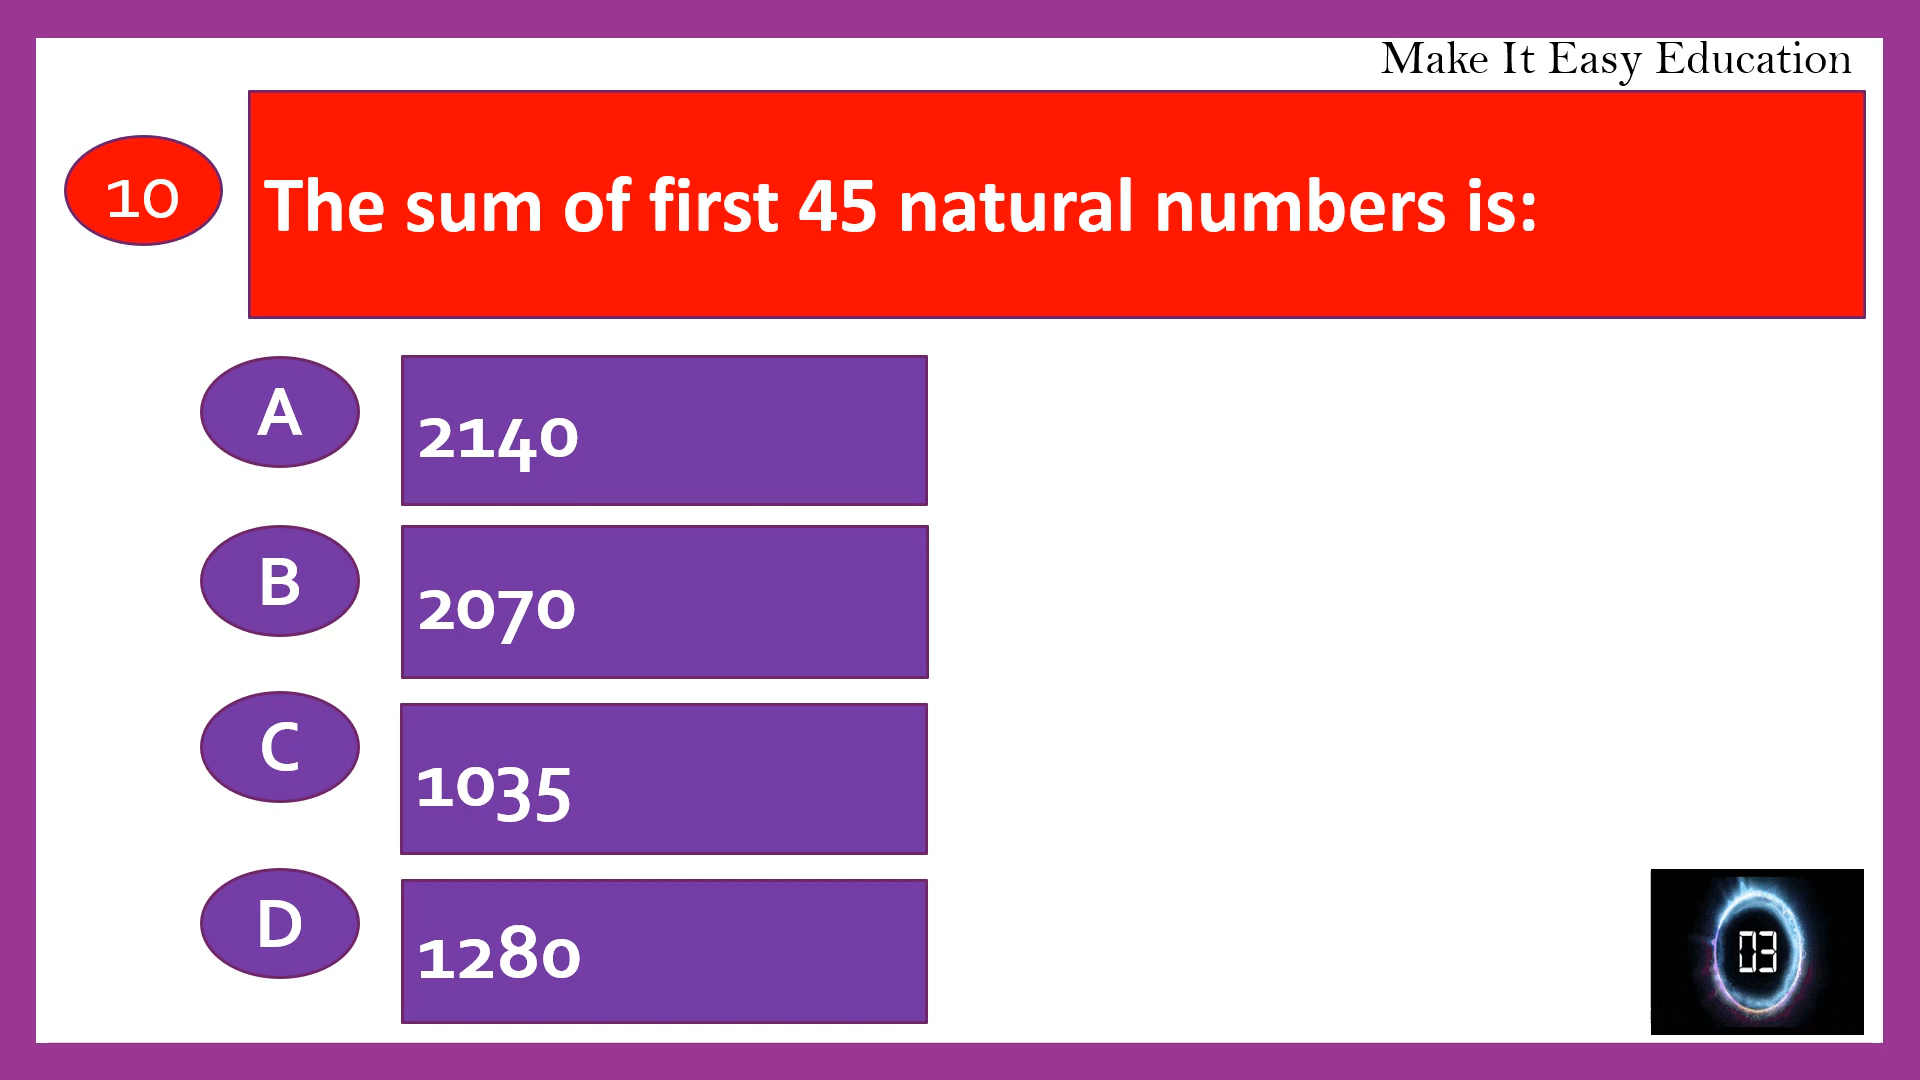 Make It Easy Education
10
The sum of first 45 natural numbers is:
A
2140
B
2070
C
1035
D
1280
03